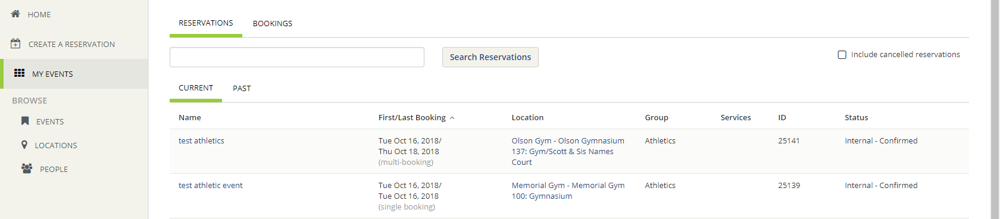 HOME
CREATE A RESERVATION
MY EVENTS
BROWSE
EVENTS
LOCATIONS
PEOPLE
RESERVATIONS BOOKINGS
Search Reservations Include cancelled reservations
CURRENT PAST
Name First/Last Booking Location Group Services ID Status
test athletics Tue Oct 16, 2018/ Olson Gym - Olson Gymnasium Athletics 25141 Internal - Confirmed
Thu Oct 18, 2018 137: Gym/Scott & Sis Names
(multi-booking) Court
test athletic event Tue Oct 16, 2018/ Memorial Gym - Memorial Gym Athletics 25139 Internal - Confirmed
Tue Oct 16, 2018 100: Gymnasium
(single booking)